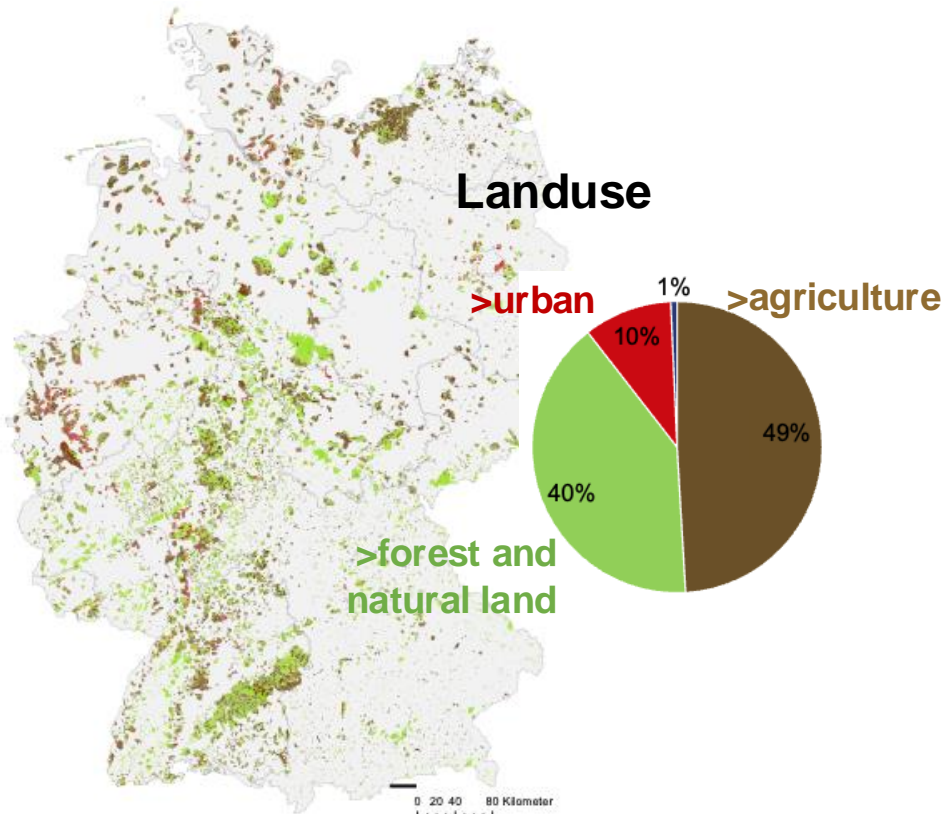 Landuse
1%
>urban
>agriculture
10%
49%
40%
>forest and
natural land
0 20 40 80 Kilometer